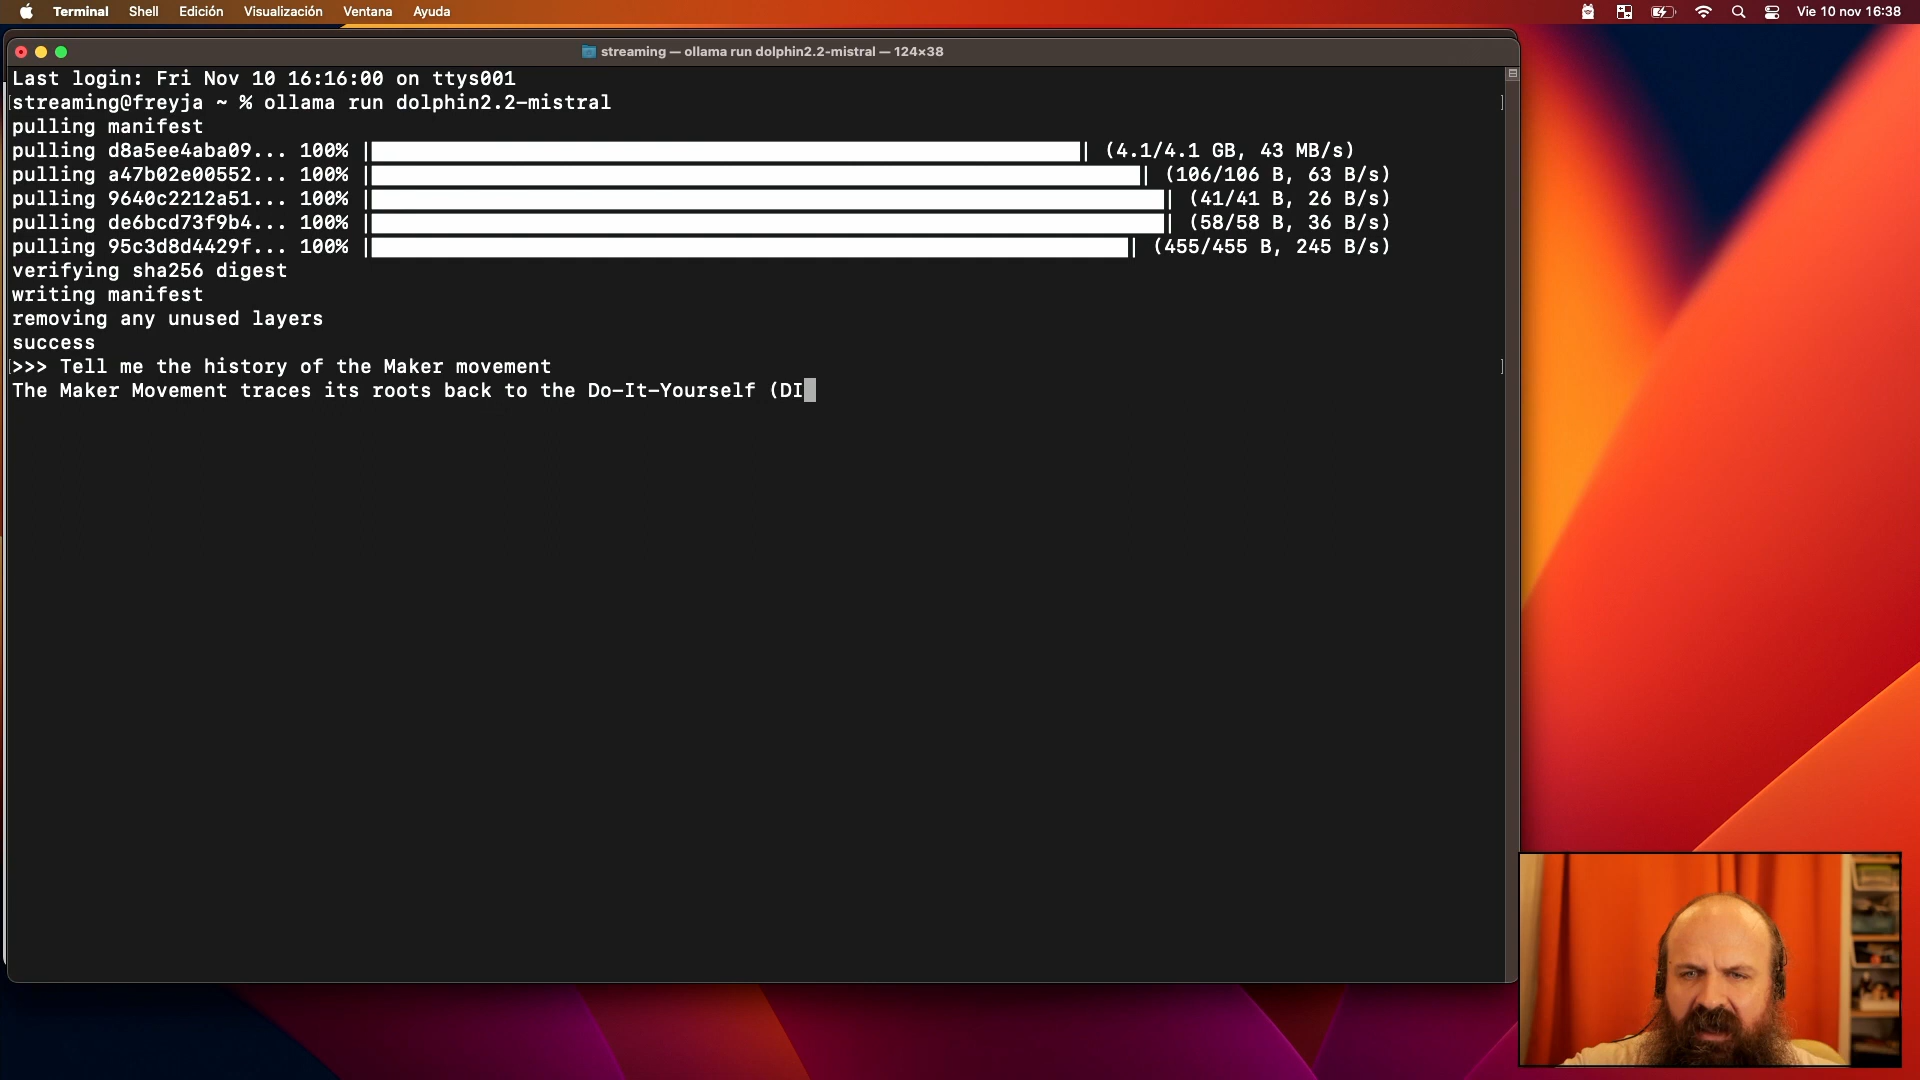 Terminal Shell Edición Visualización Ventana Ayuda
Vie 10 nov 16:38
streaming — ollama run dolphin2.2-mistral — 124×38
Last login: Fri Nov 10 16:16:00 on ttys001
[streaming@freyja ~ % ollama run dolphin2.2-mistral ]
pulling manifest
pulling d8a5ee4aba09... 100% | | (4.1/4.1 GB, 43 MB/s)
pulling a47b02e00552... 100% | | (106/106 B, 63 B/s)
pulling 9640c2212a51... 100% | | (41/41 B, 26 B/s)
pulling de6bcd73f9b4... 100% | | (58/58 B, 36 B/s)
pulling 95c3d8d4429f... 100% | | (455/455 B, 245 B/s)
verifying sha256 digest
writing manifest
removing any unused layers
success
[>>> Tell me the history of the Maker movement ]
The Maker Movement traces its roots back to the Do-It-Yourself (DI